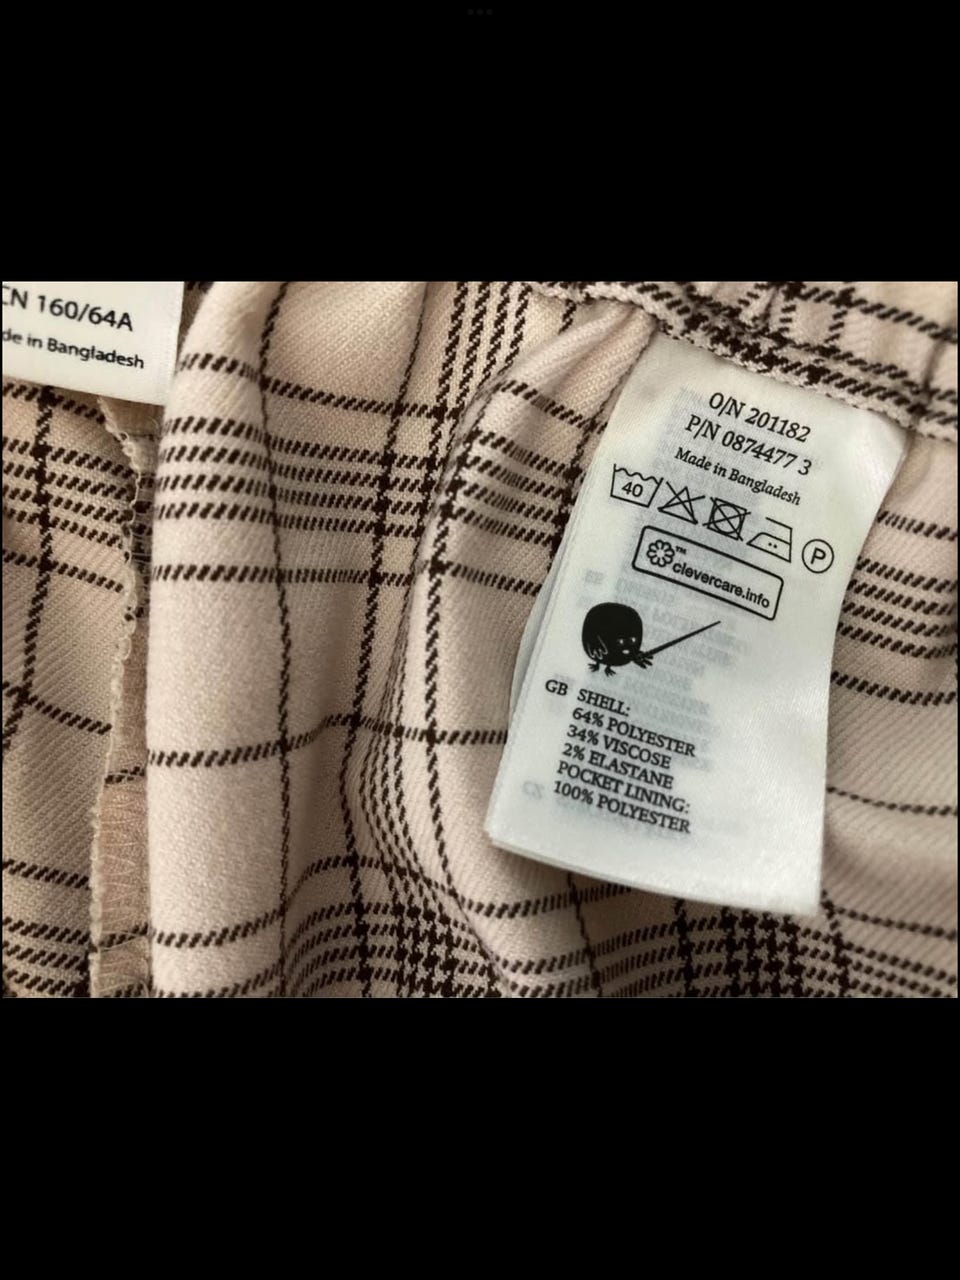 CN 160/64A
de in Bangladesh
O/N 201182
P/N 0874477 3
Made in Bangladesh
40
P
™
clevercare.info
GB SHELL:
64% POLYESTER
34% VISCOSE
2% ELASTANE
POCKET LINING:
100% POLYESTER